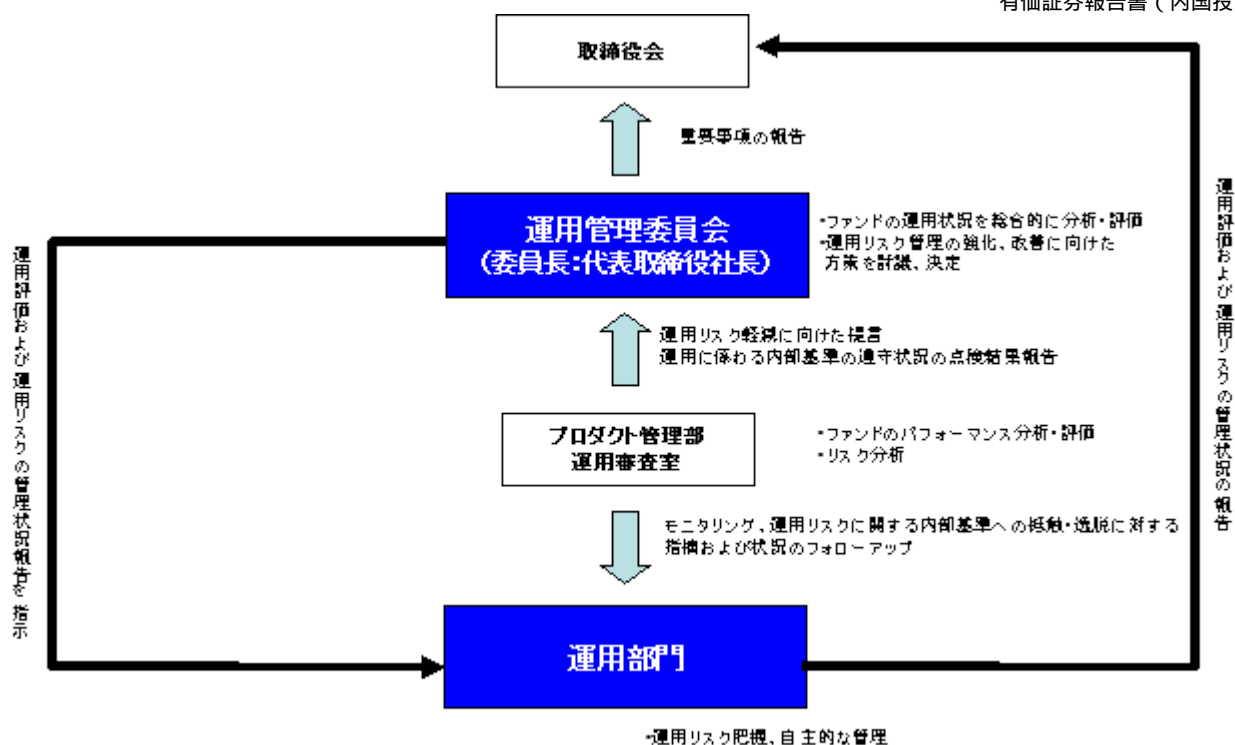 有価証券報告書(内国投
取締役会
重要事項の報告
運用管理委員会
(委員長:代表取締役社長)
・ファンドの運用状況を総合的に分析・評価
・運用リスク管理の強化、改善に向けた
方策を討議、決定
運用リスク軽減に向けた提言
運用に係わる内部基準の遵守状況の点検結果報告
プロダクト管理部
運用審査室
・ファンドのパフォーマンス分析・評価
・リスク分析
モニタリング、運用リスクに関する内部基準への抵触・逸脱に対する
指摘および状況のフォローアップ
運用部門
・運用リスク把握、自主的な管理
運用評価および運用リスクの管理状況報告を指示
運用評価および運用リスクの管理状況の報告